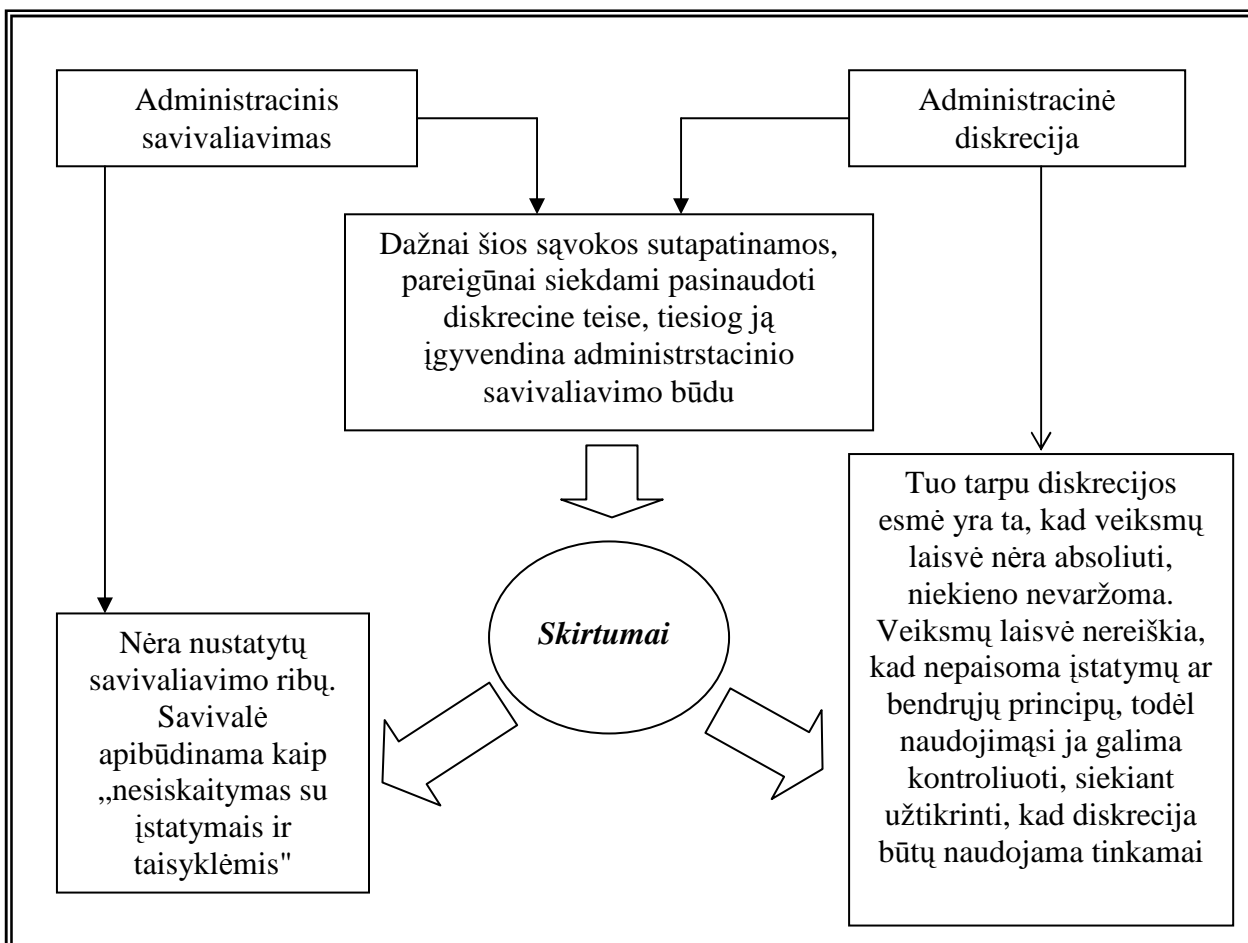 Administracinis
savivaliavimas
Administracinė
diskrecija
Dažnai šios sąvokos sutapatinamos,
pareigūnai siekdami pasinaudoti
diskrecine teise, tiesiog ją
įgyvendina administrstacinio
savivaliavimo būdu
Skirtumai
Nėra nustatytų
savivaliavimo ribų.
Savivalė
apibūdinama kaip
„nesiskaitymas su
įstatymais ir
taisyklėmis"
Tuo tarpu diskrecijos
esmė yra ta, kad veiksmų
laisvė nėra absoliuti,
niekieno nevaržoma.
Veiksmų laisvė nereiškia,
kad nepaisoma įstatymų ar
bendrųjų principų, todėl
naudojimąsi ja galima
kontroliuoti, siekiant
užtikrinti, kad diskrecija
būtų naudojama tinkamai